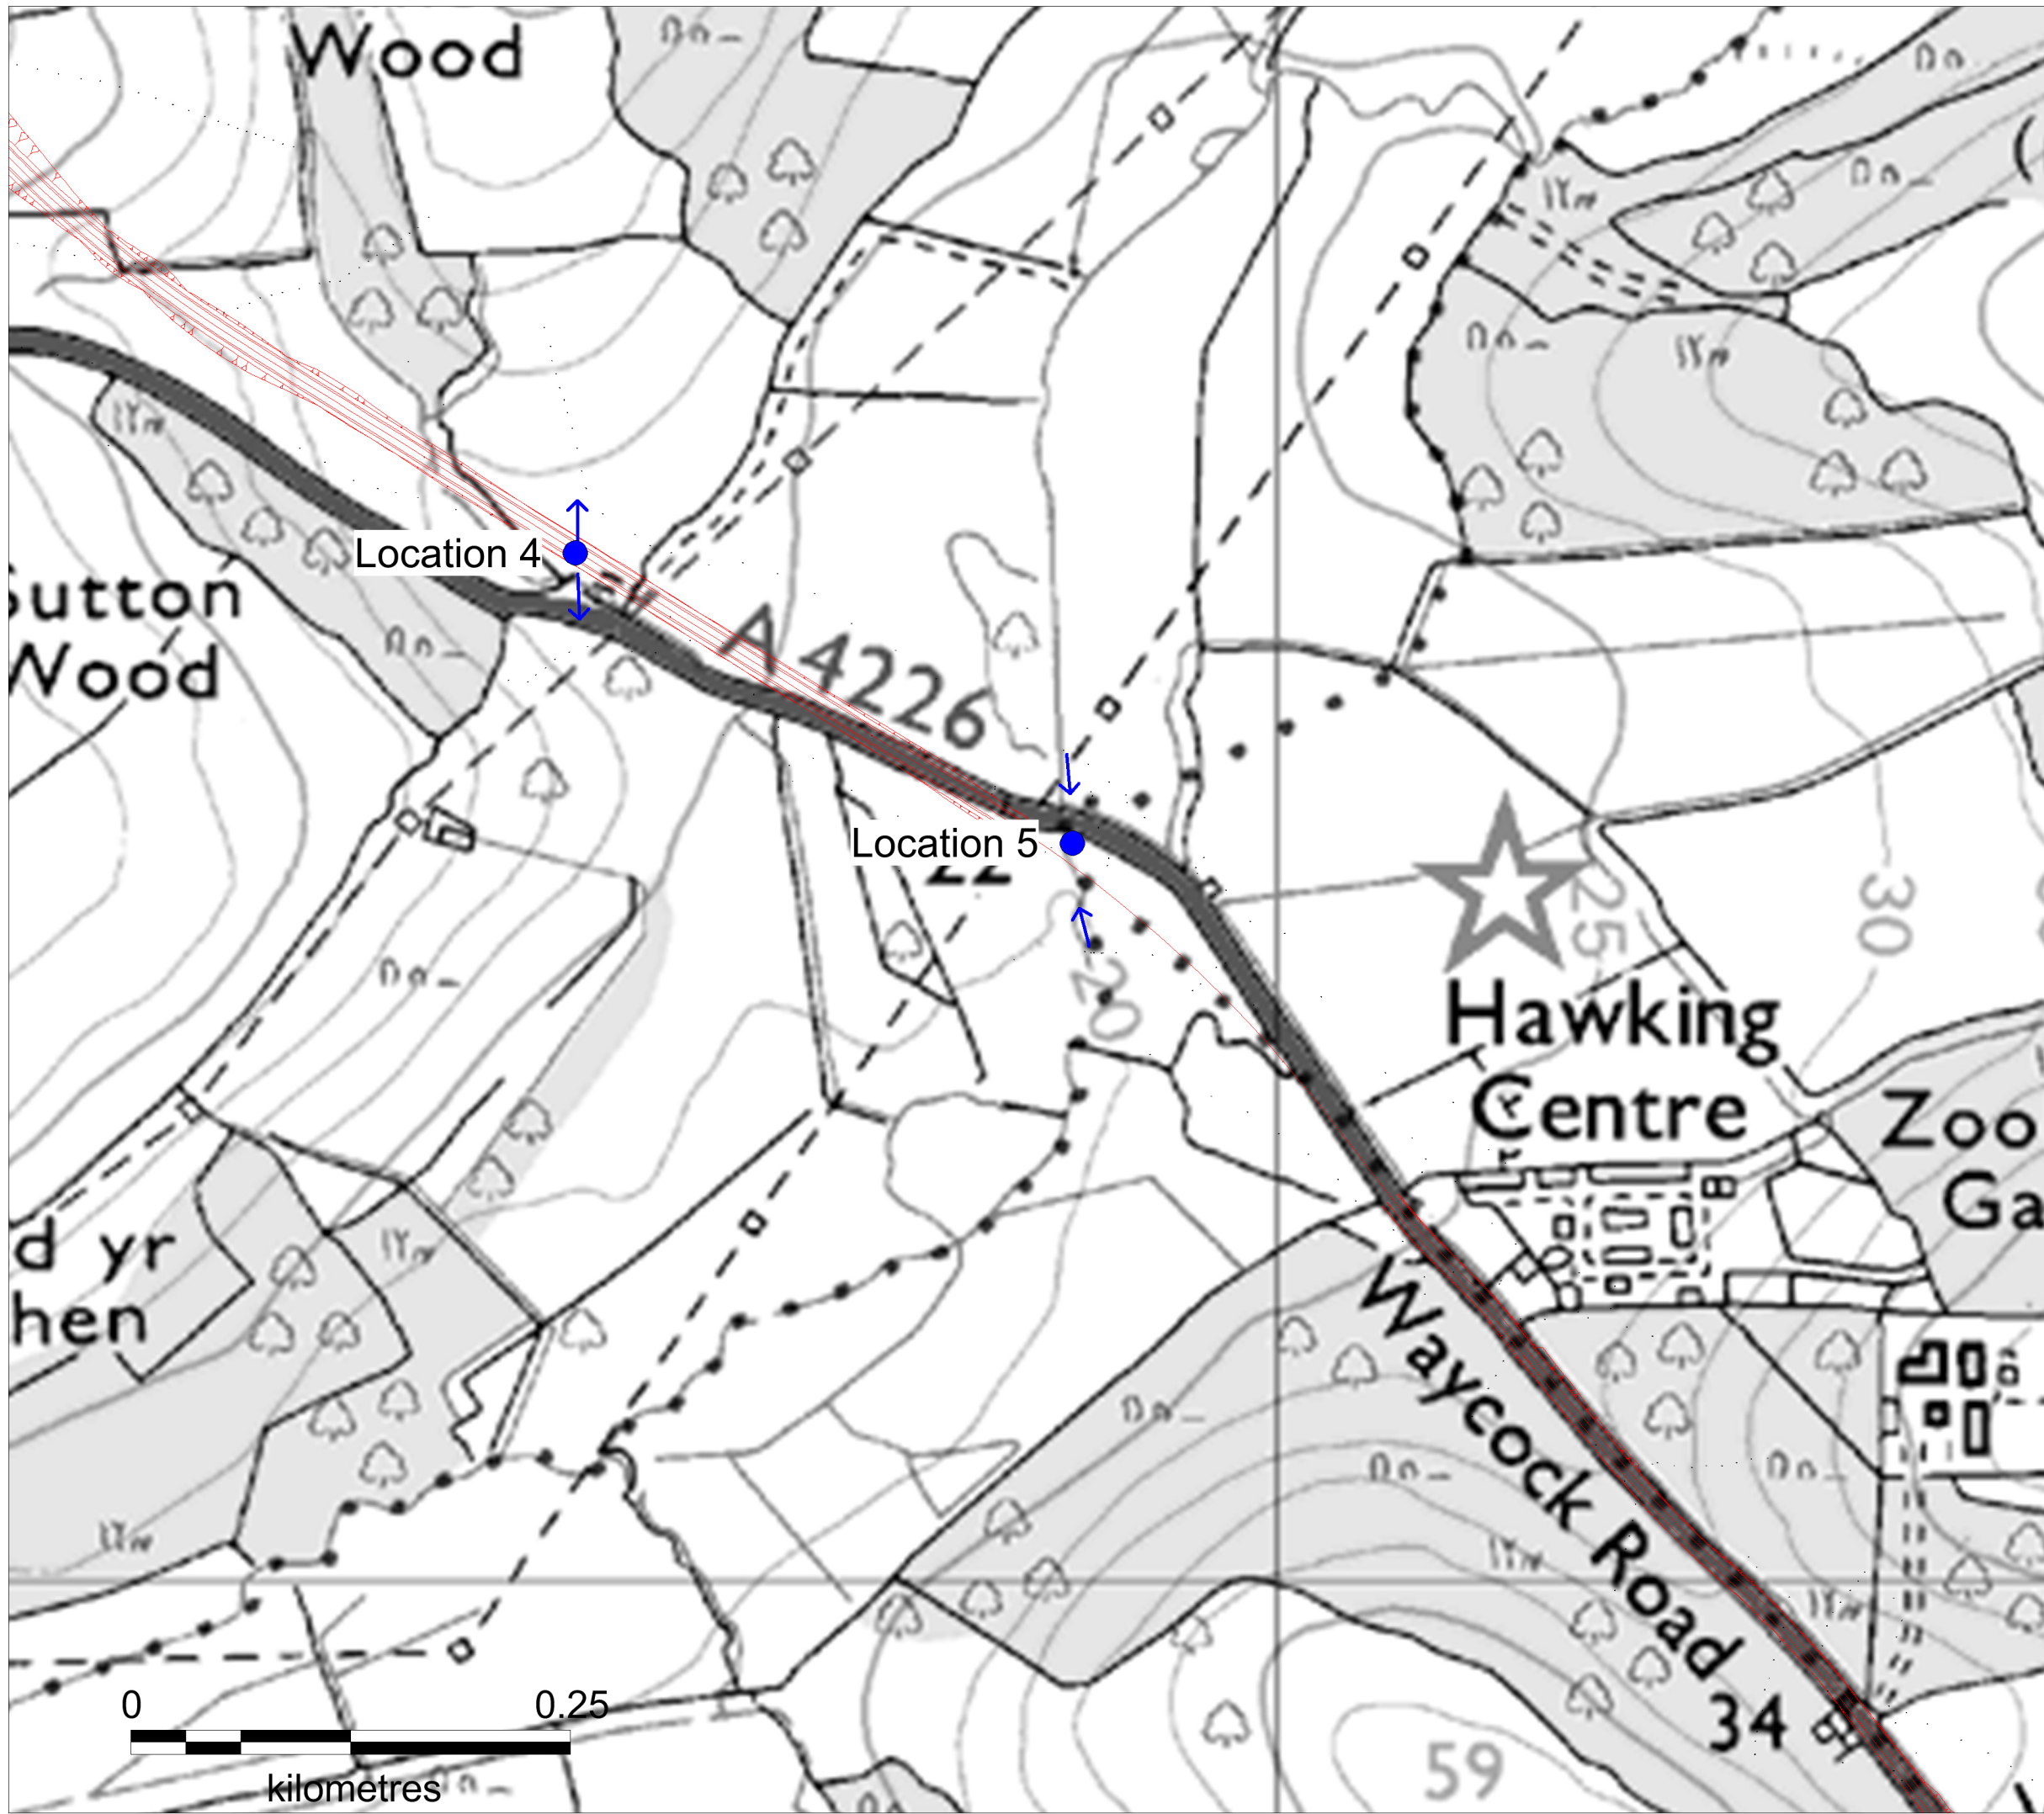 Wood
Sutton
Wood
Location 4
A 4226
Location 5
22
20
25
30
Hawking
Centre
Zoo
Ga
d yr
hen
Waycock Road
34
59
0
0.25
kilometres